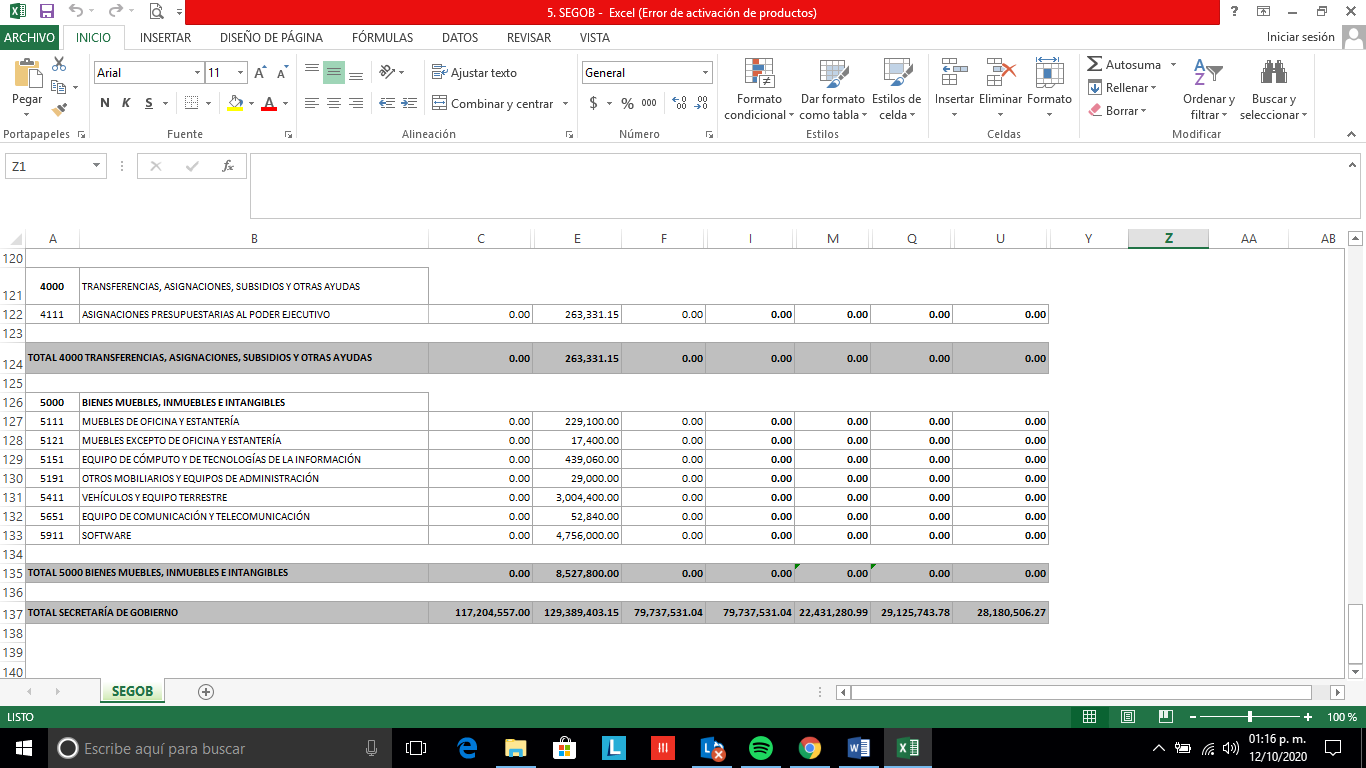 5. SEGOB - Excel (Error de activación de productos)
ARCHIVO INICIO INSERTAR DISEÑO DE PÁGINA FÓRMULAS DATOS REVISAR VISTA Iniciar sesión
Pegar
Portapapeles
Arial 11
N K S
Fuente
Ajustar texto
Combinar y centrar
Alineación
General
$ % 000
Número
Formato condicional
Dar formato como tabla
Estilos de celda
Estilos
Insertar Eliminar Formato
Celdas
Autosuma
Rellenar
Borrar
Ordenar y filtrar
Buscar y seleccionar
Modificar
Z1 fx
A B C E F I M Q U Y Z AA AB
120
121 4000 TRANSFERENCIAS, ASIGNACIONES, SUBSIDIOS Y OTRAS AYUDAS
122 4111 ASIGNACIONES PRESUPUESTARIAS AL PODER EJECUTIVO 0.00 263,331.15 0.00 0.00 0.00 0.00 0.00
123
124 TOTAL 4000 TRANSFERENCIAS, ASIGNACIONES, SUBSIDIOS Y OTRAS AYUDAS 0.00 263,331.15 0.00 0.00 0.00 0.00 0.00
125
126 5000 BIENES MUEBLES, INMUEBLES E INTANGIBLES
127 5111 MUEBLES DE OFICINA Y ESTANTERÍA 0.00 229,100.00 0.00 0.00 0.00 0.00 0.00
128 5121 MUEBLES EXCEPTO DE OFICINA Y ESTANTERÍA 0.00 17,400.00 0.00 0.00 0.00 0.00 0.00
129 5151 EQUIPO DE CÓMPUTO Y DE TECNOLOGÍAS DE LA INFORMACIÓN 0.00 439,060.00 0.00 0.00 0.00 0.00 0.00
130 5191 OTROS MOBILIARIOS Y EQUIPOS DE ADMINISTRACIÓN 0.00 29,000.00 0.00 0.00 0.00 0.00 0.00
131 5411 VEHÍCULOS Y EQUIPO TERRESTRE 0.00 3,004,400.00 0.00 0.00 0.00 0.00 0.00
132 5651 EQUIPO DE COMUNICACIÓN Y TELECOMUNICACIÓN 0.00 52,840.00 0.00 0.00 0.00 0.00 0.00
133 5911 SOFTWARE 0.00 4,756,000.00 0.00 0.00 0.00 0.00 0.00
134
135 TOTAL 5000 BIENES MUEBLES, INMUEBLES E INTANGIBLES 0.00 8,527,800.00 0.00 0.00 0.00 0.00 0.00
136
137 TOTAL SECRETARÍA DE GOBIERNO 117,204,557.00 129,389,403.15 79,737,531.04 79,737,531.04 22,431,280.99 29,125,743.78 28,180,506.27
138
139
140
SEGOB
LISTO 100 %
Escribe aquí para buscar
01:16 p. m.
12/10/2020